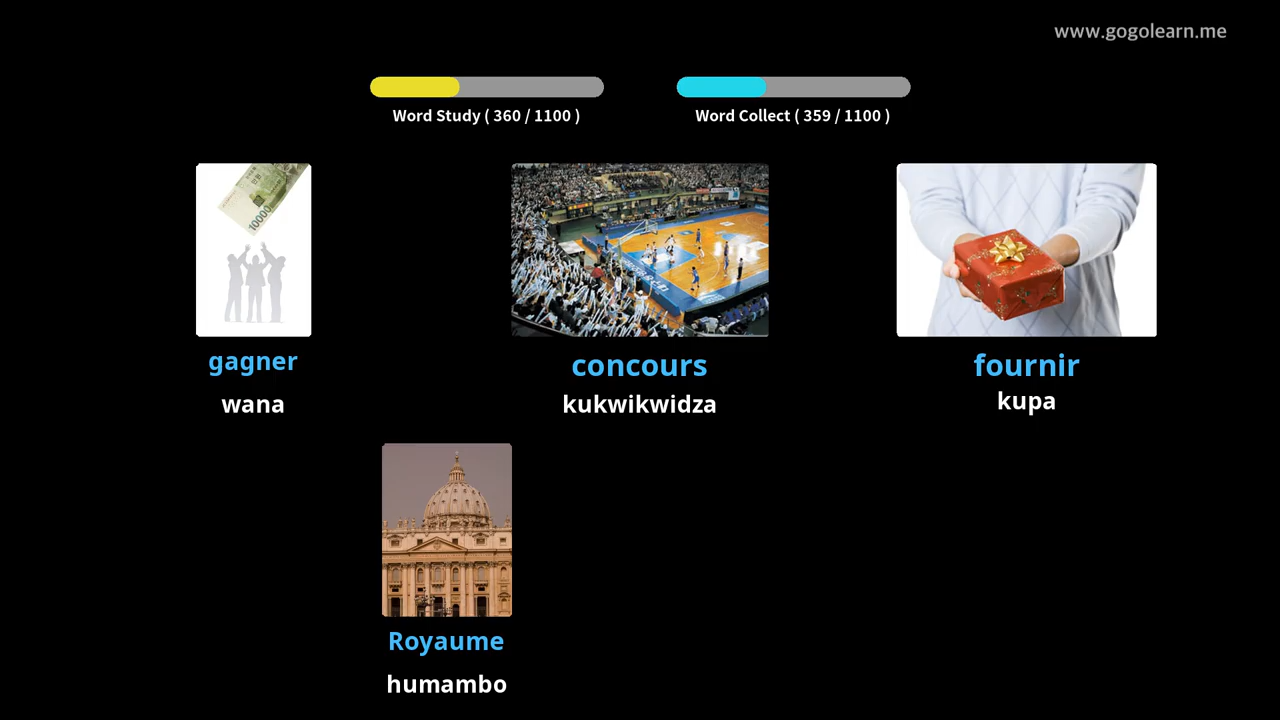 www.gogolearn.me
Word Study ( 360 / 1100 )
Word Collect ( 359 / 1100 )
10000
gagner
concours
fournir
wana
kukwikwidza
kupa
Royaume
humambo